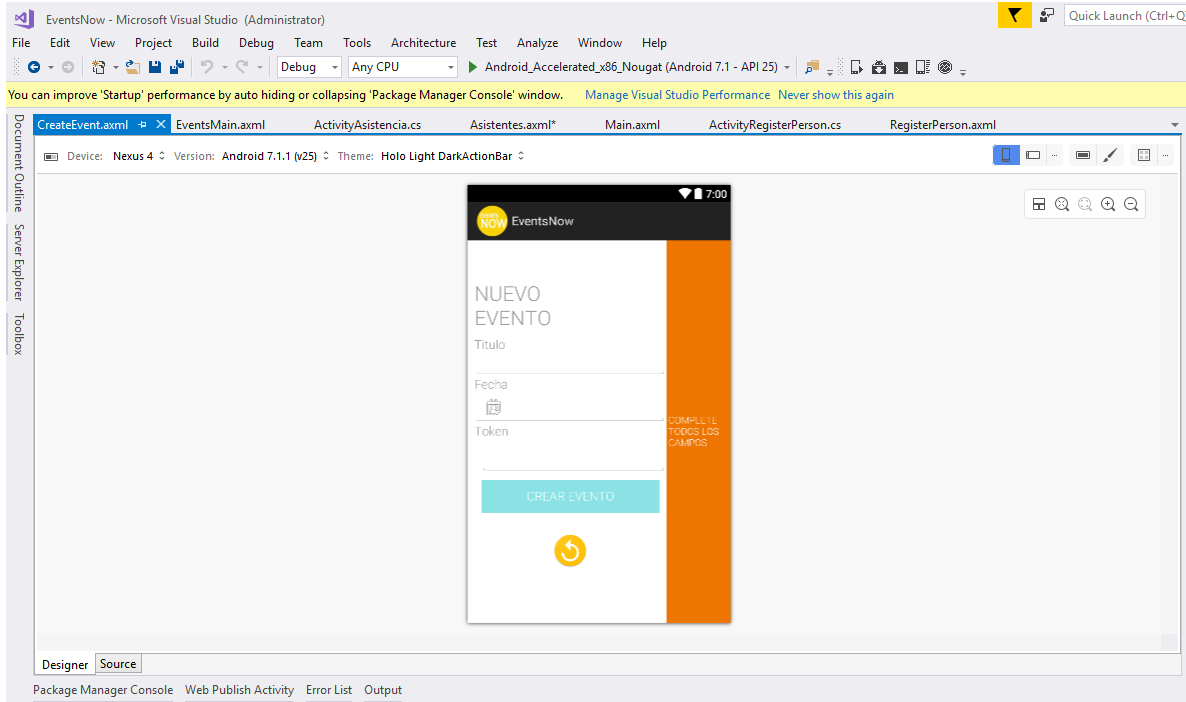 EventsNow - Microsoft Visual Studio (Administrator)
Quick Launch (Ctrl+Q
File Edit View Project Build Debug Team Tools Architecture Test Analyze Window Help
Debug Any CPU Android_Accelerated_x86_Nougat (Android 7.1 - API 25)
You can improve 'Startup' performance by auto hiding or collapsing 'Package Manager Console' window. Manage Visual Studio Performance Never show this again
Document Outline
Server Explorer
Toolbox
CreateEvent.axml EventsMain.axml ActivityAsistencia.cs Asistentes.axml* Main.axml ActivityRegisterPerson.cs RegisterPerson.axml
Device: Nexus 4 Version: Android 7.1.1 (v25) Theme: Holo Light DarkActionBar
7:00
EVENTS
NOW
EventsNow
NUEVO
EVENTO
Titulo
Fecha
Token
CREAR EVENTO
COMPLETE
TODOS LOS
CAMPOS
Designer Source
Package Manager Console Web Publish Activity Error List Output